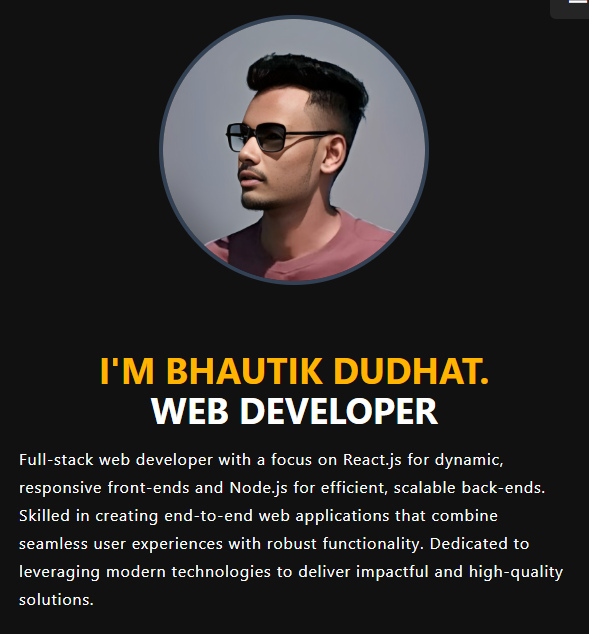 I'M BHAUTIK DUDHAT.
WEB DEVELOPER
Full-stack web developer with a focus on React.js for dynamic,
responsive front-ends and Node.js for efficient, scalable back-ends.
Skilled in creating end-to-end web applications that combine
seamless user experiences with robust functionality. Dedicated to
leveraging modern technologies to deliver impactful and high-quality
solutions.